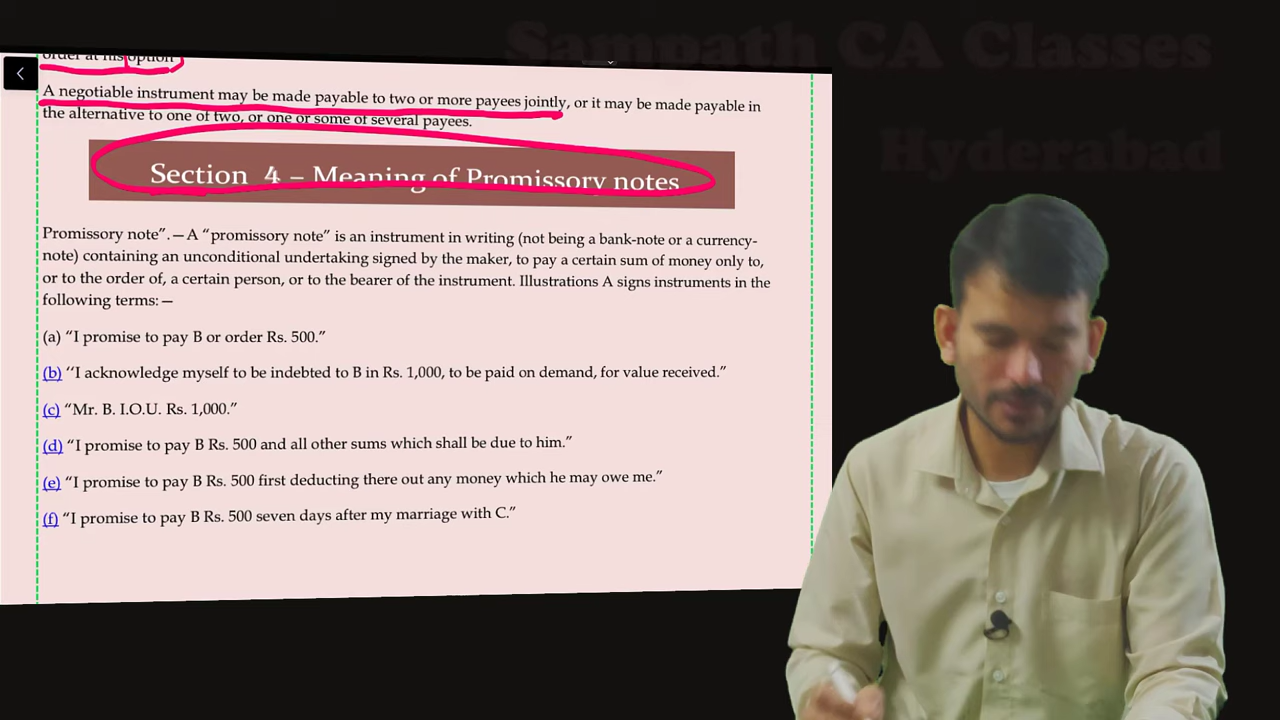 Sampath CA Classes
Hyderabad
order at his option
A negotiable instrument may be made payable to two or more payees jointly, or it may be made payable in
the alternative to one of two, or one or some of several payees.
Section 4 – Meaning of Promissory notes
Promissory note”.—A “promissory note” is an instrument in writing (not being a bank-note or a currency-
note) containing an unconditional undertaking signed by the maker, to pay a certain sum of money only to,
or to the order of, a certain person, or to the bearer of the instrument. Illustrations A signs instruments in the
following terms:—
(a) “I promise to pay B or order Rs. 500.”
(b) ‘‘I acknowledge myself to be indebted to B in Rs. 1,000, to be paid on demand, for value received.”
(c) “Mr. B. I.O.U. Rs. 1,000.”
(d) “I promise to pay B Rs. 500 and all other sums which shall be due to him.”
(e) “I promise to pay B Rs. 500 first deducting there out any money which he may owe me.”
(f) “I promise to pay B Rs. 500 seven days after my marriage with C.”